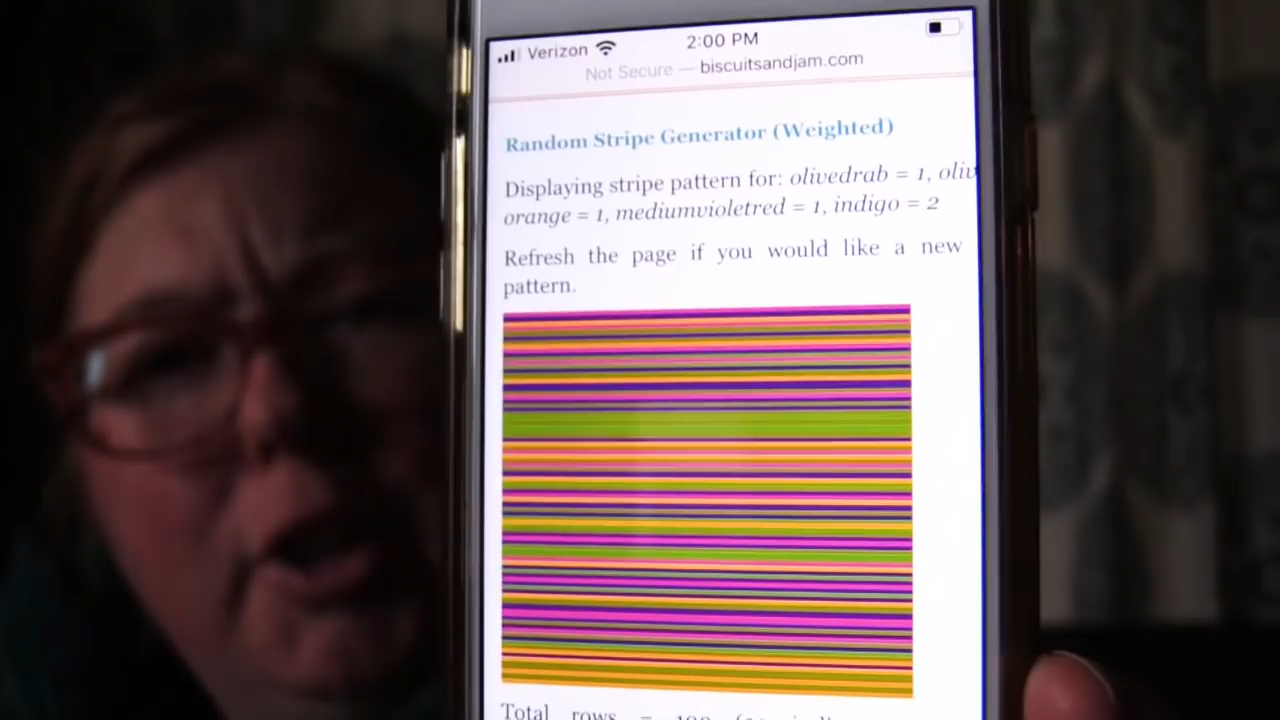 Verizon 2:00 PM
Not Secure — biscuitsandjam.com
Random Stripe Generator (Weighted)
Displaying stripe pattern for: olivedrab = 1, oliv
orange = 1, mediumvioletred = 1, indigo = 2
Refresh the page if you would like a new
pattern.
Total rows =